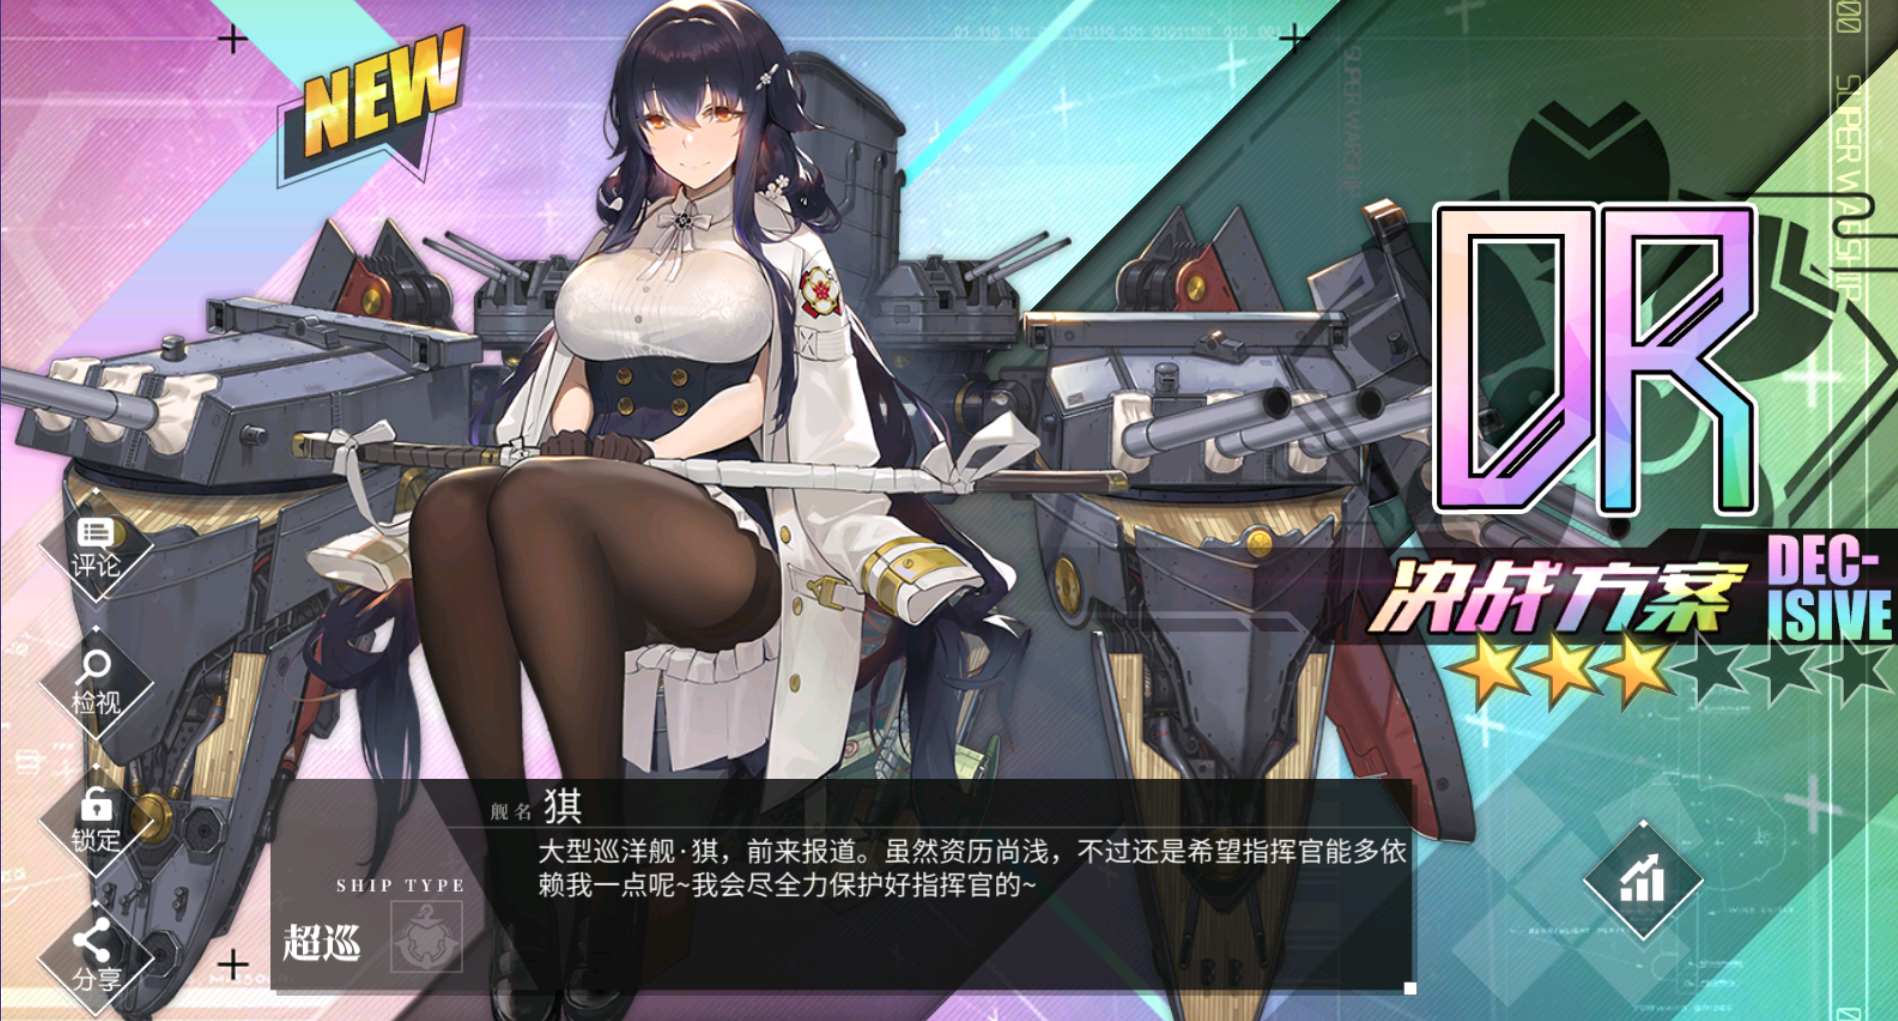 NEW
SUPER WARSHIP
DR
决战方案
DEC-
ISIVE
评论
检视
锁定
分享
舰名 猉
大型巡洋舰·猉，前来报道。虽然资历尚浅，不过还是希望指挥官能多依
赖我一点呢~我会尽全力保护好指挥官的~
SHIP TYPE
超巡